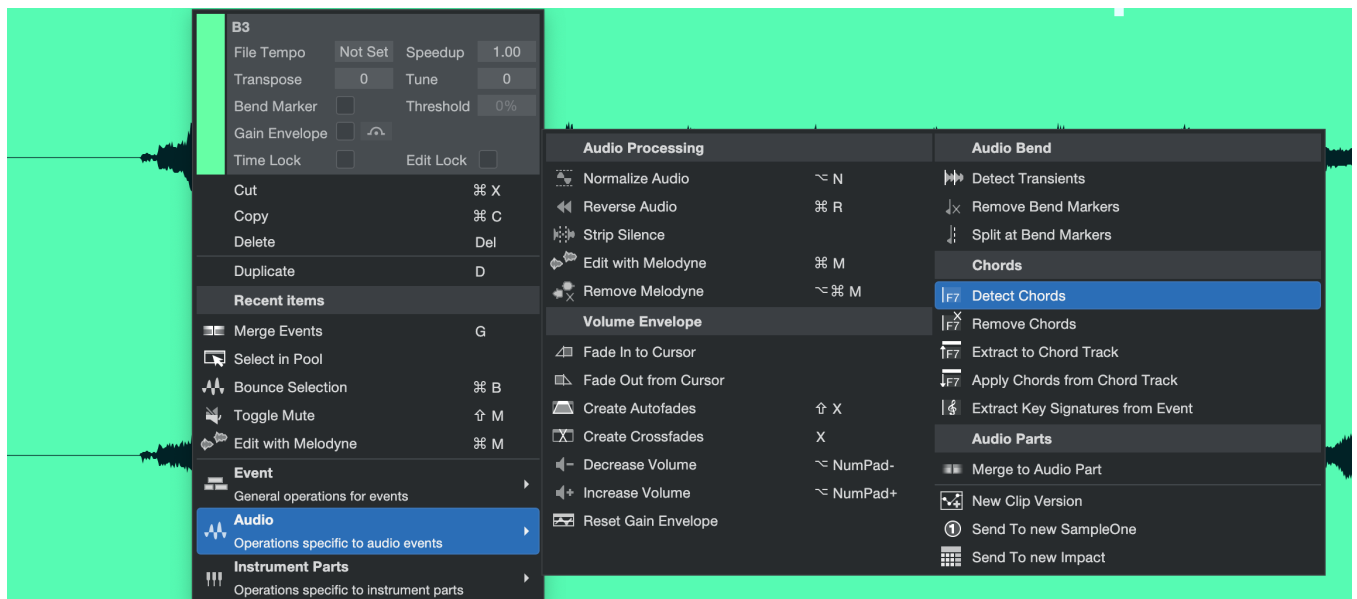 B3
File Tempo Not Set Speedup 1.00
Transpose 0 Tune 0
Bend Marker Threshold 0%
Gain Envelope
Time Lock Edit Lock
Cut ⌘ X
Copy ⌘ C
Delete Del
Duplicate D
Recent items
Merge Events G
Select in Pool
Bounce Selection ⌘ B
Toggle Mute ⇧ M
Edit with Melodyne ⌘ M
Event
General operations for events
Audio
Operations specific to audio events
Instrument Parts
Operations specific to instrument parts
Audio Processing
Normalize Audio ⌥ N
Reverse Audio ⌘ R
Strip Silence
Edit with Melodyne ⌘ M
Remove Melodyne ⌥⌘ M
Volume Envelope
Fade In to Cursor
Fade Out from Cursor
Create Autofades ⇧ X
Create Crossfades X
Decrease Volume ⌥ NumPad-
Increase Volume ⌥ NumPad+
Reset Gain Envelope
Audio Bend
Detect Transients
Remove Bend Markers
Split at Bend Markers
Chords
F7 Detect Chords
F7 Remove Chords
F7 Extract to Chord Track
F7 Apply Chords from Chord Track
Extract Key Signatures from Event
Audio Parts
Merge to Audio Part
New Clip Version
1 Send To new SampleOne
Send To new Impact